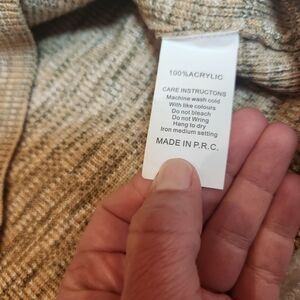 100%ACRYLIC
CARE INSTRUCTONS
Machine wash cold
With like colours
Do not bleach
Do not Wring
Hang to dry
Iron medium setting
MADE IN P.R.C.